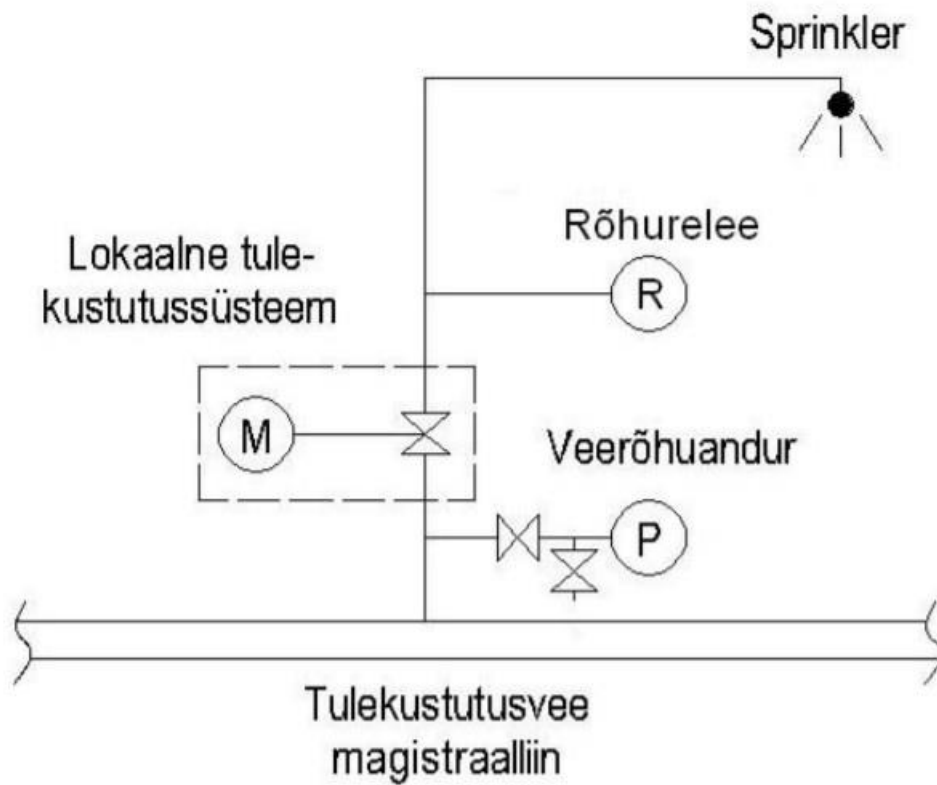 Sprinkler
Rõhurelee
R
Lokaalne tule-
kustutussüsteem
M
Veerõhuandur
P
Tulekustutusvee
magistraalliin